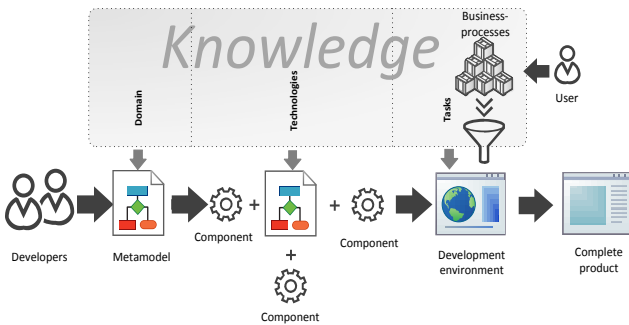 Knowledge
Business-
processes
User
Domain
Technologies
Tasks
Developers
Metamodel
Component
+
+
Component
Development
environment
Complete
product
+
Component